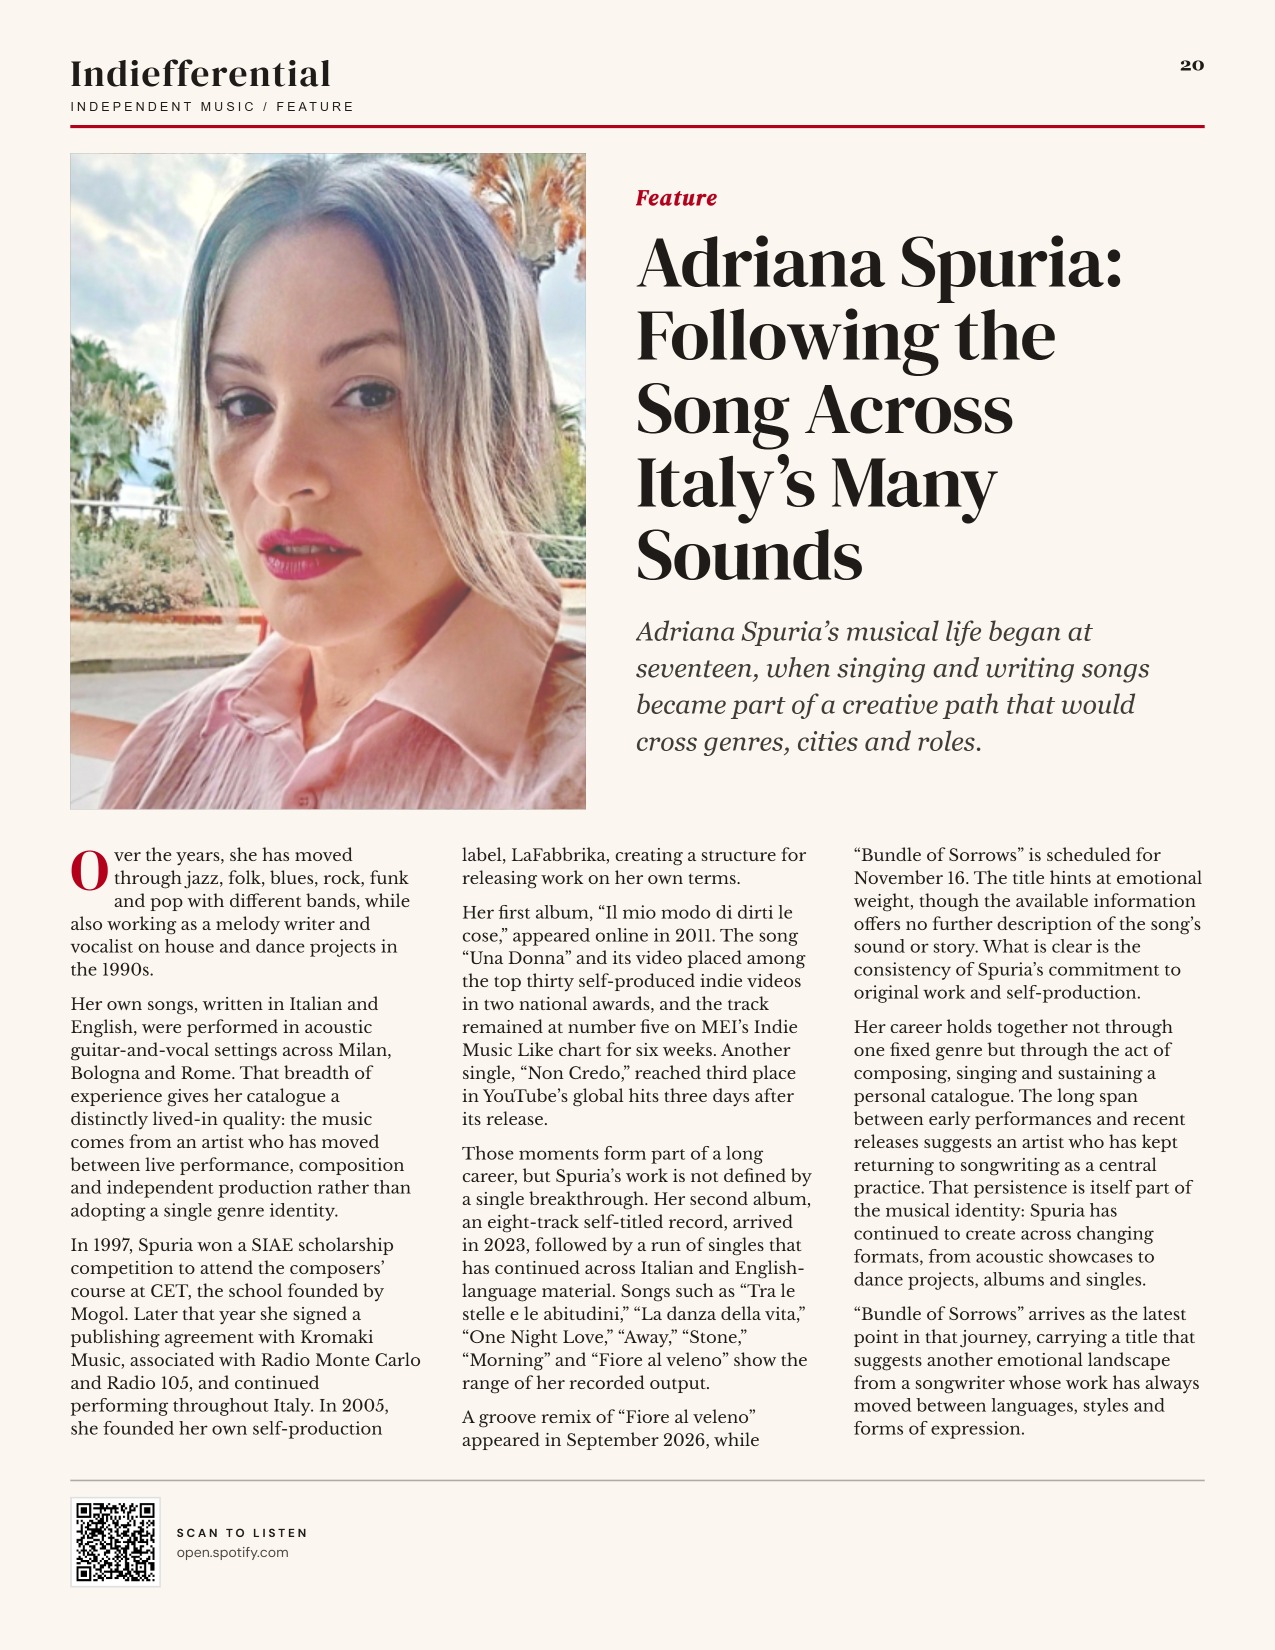 Indiefferential
INDEPENDENT MUSIC / FEATURE
20
Feature
Adriana Spuria:
Following the
Song Across
Italy’s Many
Sounds
Adriana Spuria’s musical life began at
seventeen, when singing and writing songs
became part of a creative path that would
cross genres, cities and roles.
Over the years, she has moved
through jazz, folk, blues, rock, funk
and pop with different bands, while
also working as a melody writer and
vocalist on house and dance projects in
the 1990s.
Her own songs, written in Italian and
English, were performed in acoustic
guitar-and-vocal settings across Milan,
Bologna and Rome. That breadth of
experience gives her catalogue a
distinctly lived-in quality: the music
comes from an artist who has moved
between live performance, composition
and independent production rather than
adopting a single genre identity.
In 1997, Spuria won a SIAE scholarship
competition to attend the composers’
course at CET, the school founded by
Mogol. Later that year she signed a
publishing agreement with Kromaki
Music, associated with Radio Monte Carlo
and Radio 105, and continued
performing throughout Italy. In 2005,
she founded her own self-production
label, LaFabbrika, creating a structure for
releasing work on her own terms.
Her first album, “Il mio modo di dirti le
cose,” appeared online in 2011. The song
“Una Donna” and its video placed among
the top thirty self-produced indie videos
in two national awards, and the track
remained at number five on MEI’s Indie
Music Like chart for six weeks. Another
single, “Non Credo,” reached third place
in YouTube’s global hits three days after
its release.
Those moments form part of a long
career, but Spuria’s work is not defined by
a single breakthrough. Her second album,
an eight-track self-titled record, arrived
in 2023, followed by a run of singles that
has continued across Italian and English-
language material. Songs such as “Tra le
stelle e le abitudini,” “La danza della vita,”
“One Night Love,” “Away,” “Stone,”
“Morning” and “Fiore al veleno” show the
range of her recorded output.
A groove remix of “Fiore al veleno”
appeared in September 2026, while
“Bundle of Sorrows” is scheduled for
November 16. The title hints at emotional
weight, though the available information
offers no further description of the song’s
sound or story. What is clear is the
consistency of Spuria’s commitment to
original work and self-production.
Her career holds together not through
one fixed genre but through the act of
composing, singing and sustaining a
personal catalogue. The long span
between early performances and recent
releases suggests an artist who has kept
returning to songwriting as a central
practice. That persistence is itself part of
the musical identity: Spuria has
continued to create across changing
formats, from acoustic showcases to
dance projects, albums and singles.
“Bundle of Sorrows” arrives as the latest
point in that journey, carrying a title that
suggests another emotional landscape
from a songwriter whose work has always
moved between languages, styles and
forms of expression.
SCAN TO LISTEN
open.spotify.com